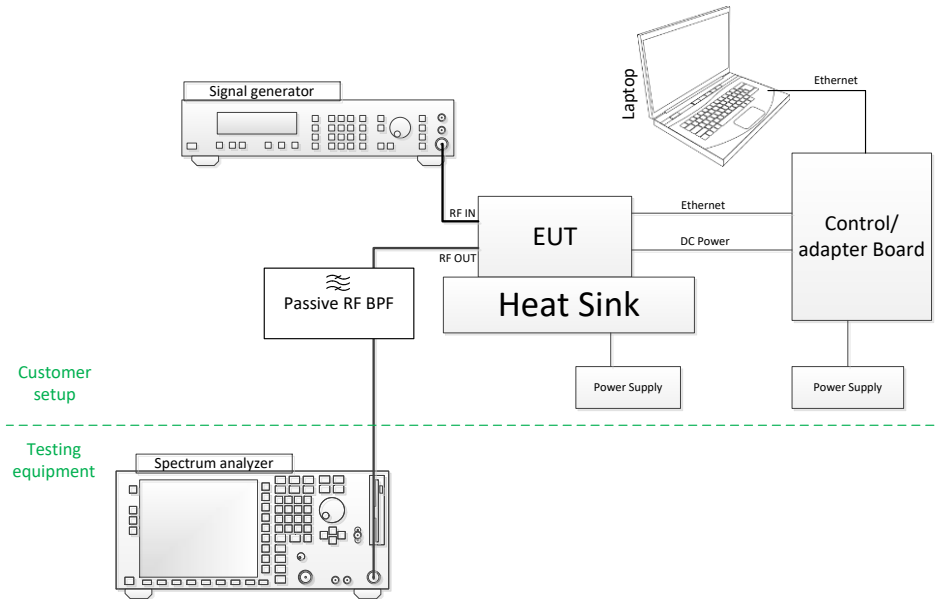 Signal generator
Laptop
Ethernet
RF IN
EUT
Ethernet
Control/
adapter Board
DC Power
RF OUT
Passive RF BPF
Heat Sink
Customer
setup
Power Supply
Power Supply
Testing
equipment
Spectrum analyzer